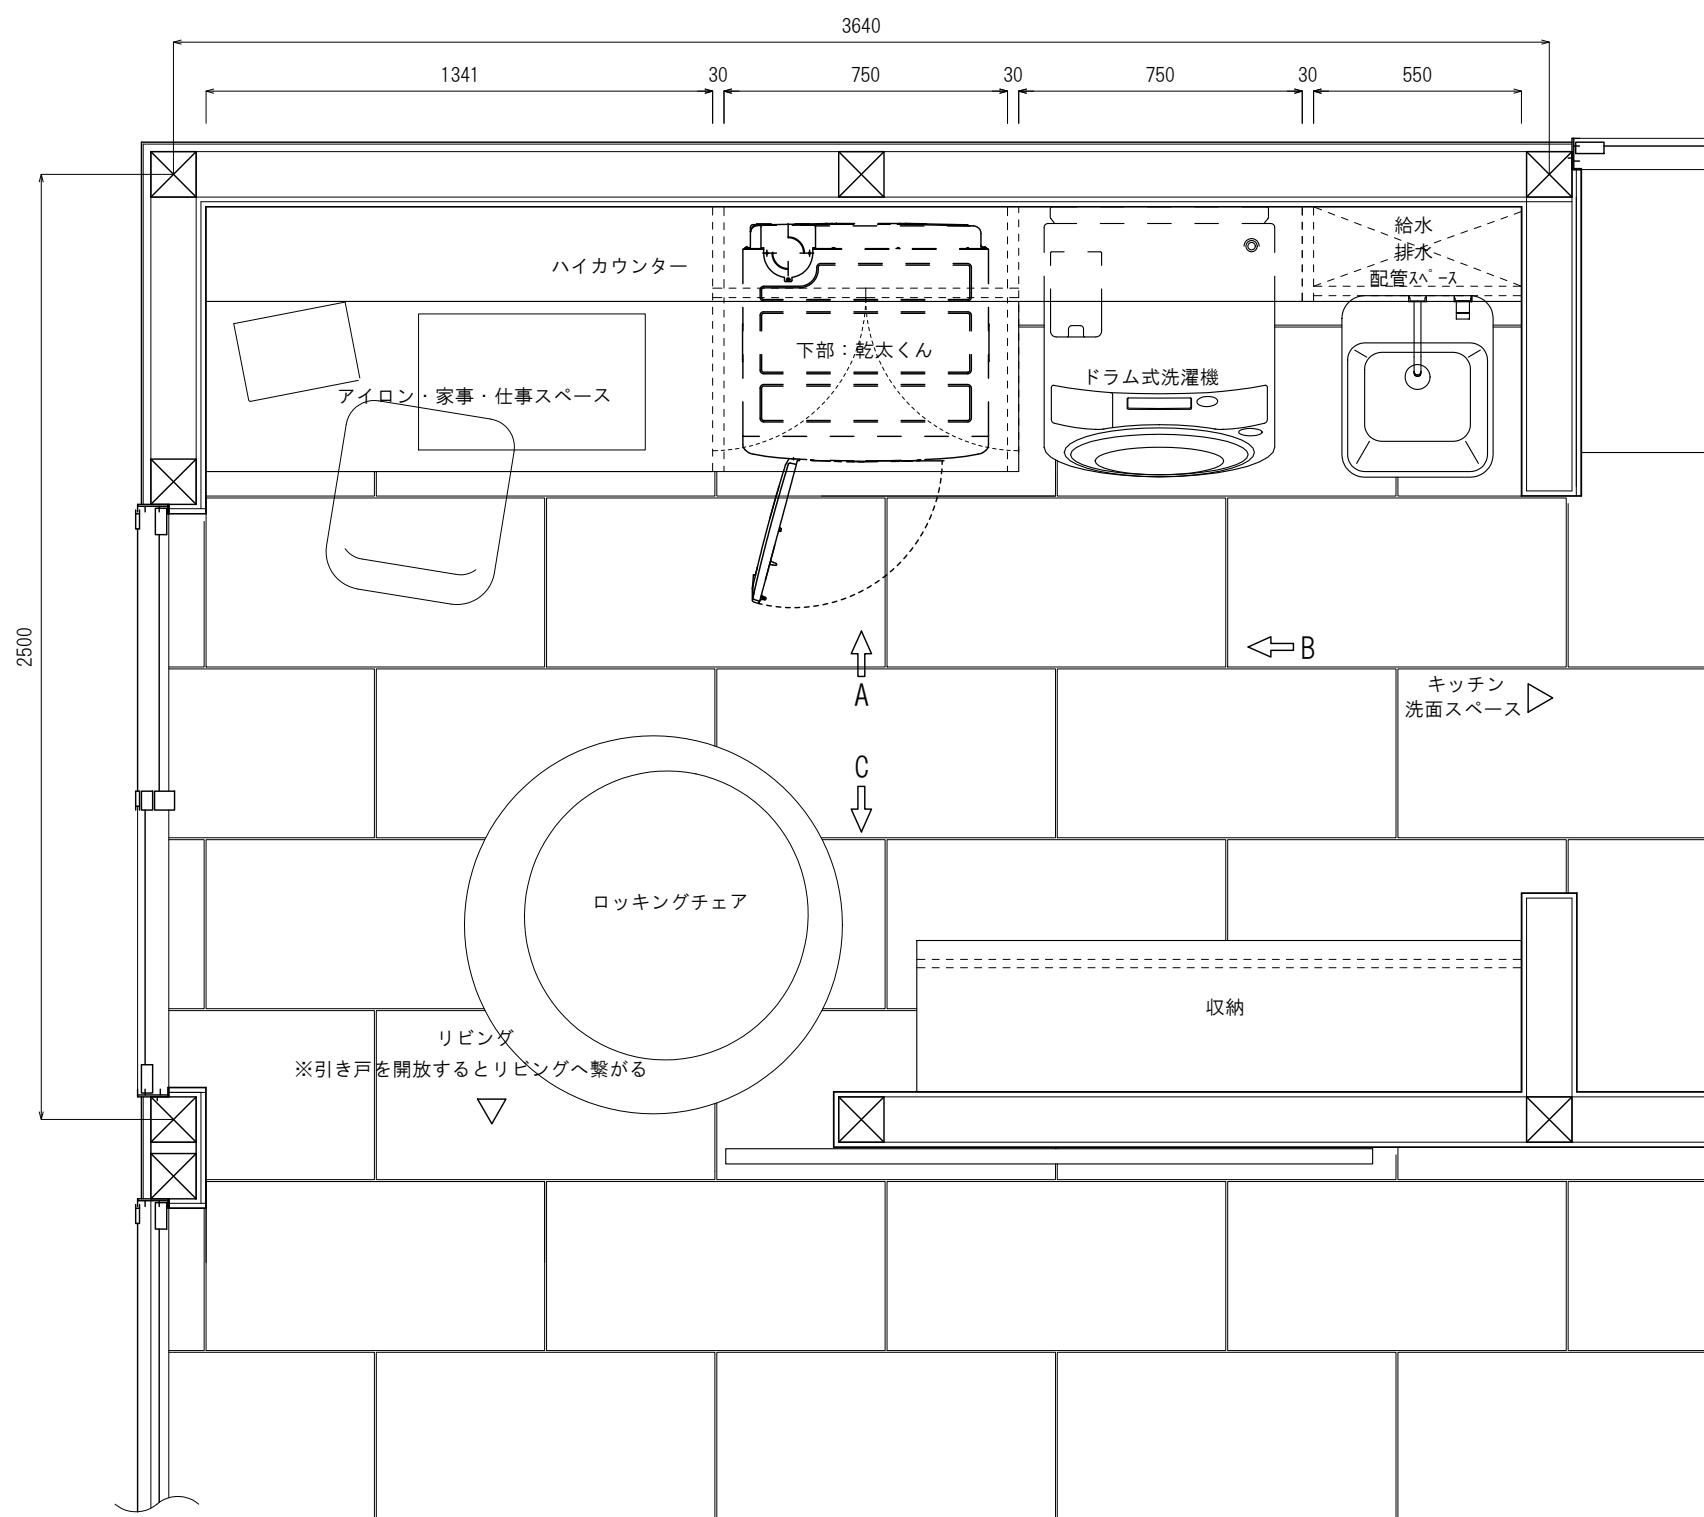 3640
1341
30
750
30
750
30
550
2500
ハイカウンター
給水
排水
配管ｽﾍﾟｰｽ
下部：乾太くん
ドラム式洗濯機
アイロン・家事・仕事スペース
A
B
キッチン
洗面スペース
C
ロッキングチェア
収納
リビング
※引き戸を開放するとリビングへ繋がる